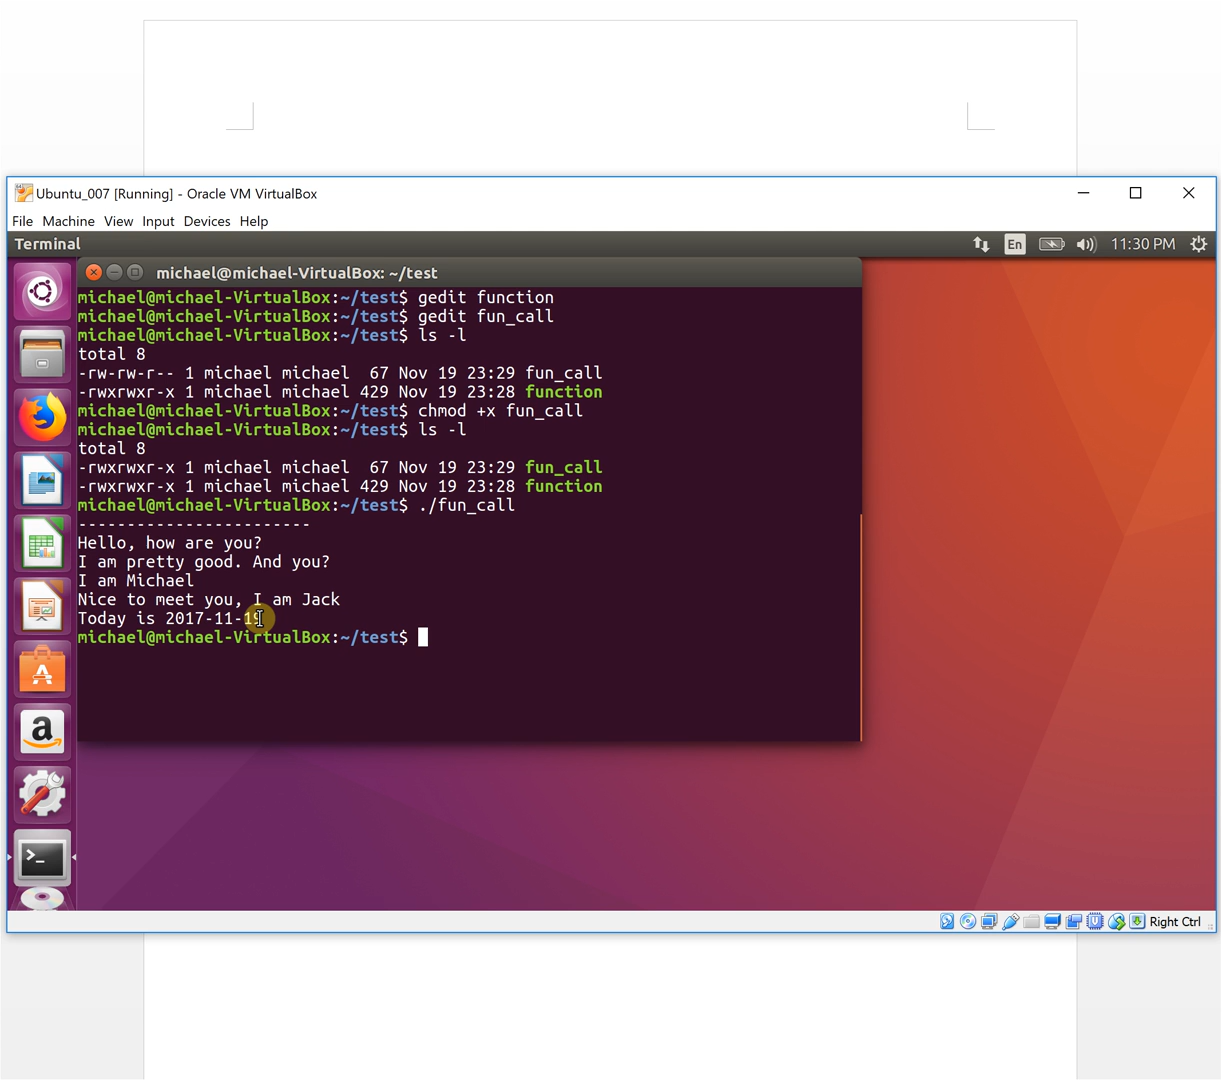 Ubuntu_007 [Running] - Oracle VM VirtualBox
File Machine View Input Devices Help
Terminal En 11:30 PM
michael@michael-VirtualBox: ~/test
michael@michael-VirtualBox:~/test$ gedit function
michael@michael-VirtualBox:~/test$ gedit fun_call
michael@michael-VirtualBox:~/test$ ls -l
total 8
-rw-rw-r-- 1 michael michael  67 Nov 19 23:29 fun_call
-rwxrwxr-x 1 michael michael 429 Nov 19 23:28 function
michael@michael-VirtualBox:~/test$ chmod +x fun_call
michael@michael-VirtualBox:~/test$ ls -l
total 8
-rwxrwxr-x 1 michael michael  67 Nov 19 23:29 fun_call
-rwxrwxr-x 1 michael michael 429 Nov 19 23:28 function
michael@michael-VirtualBox:~/test$ ./fun_call
------------------------
Hello, how are you?
I am pretty good. And you?
I am Michael
Nice to meet you, I am Jack
Today is 2017-11-19
michael@michael-VirtualBox:~/test$
Right Ctrl